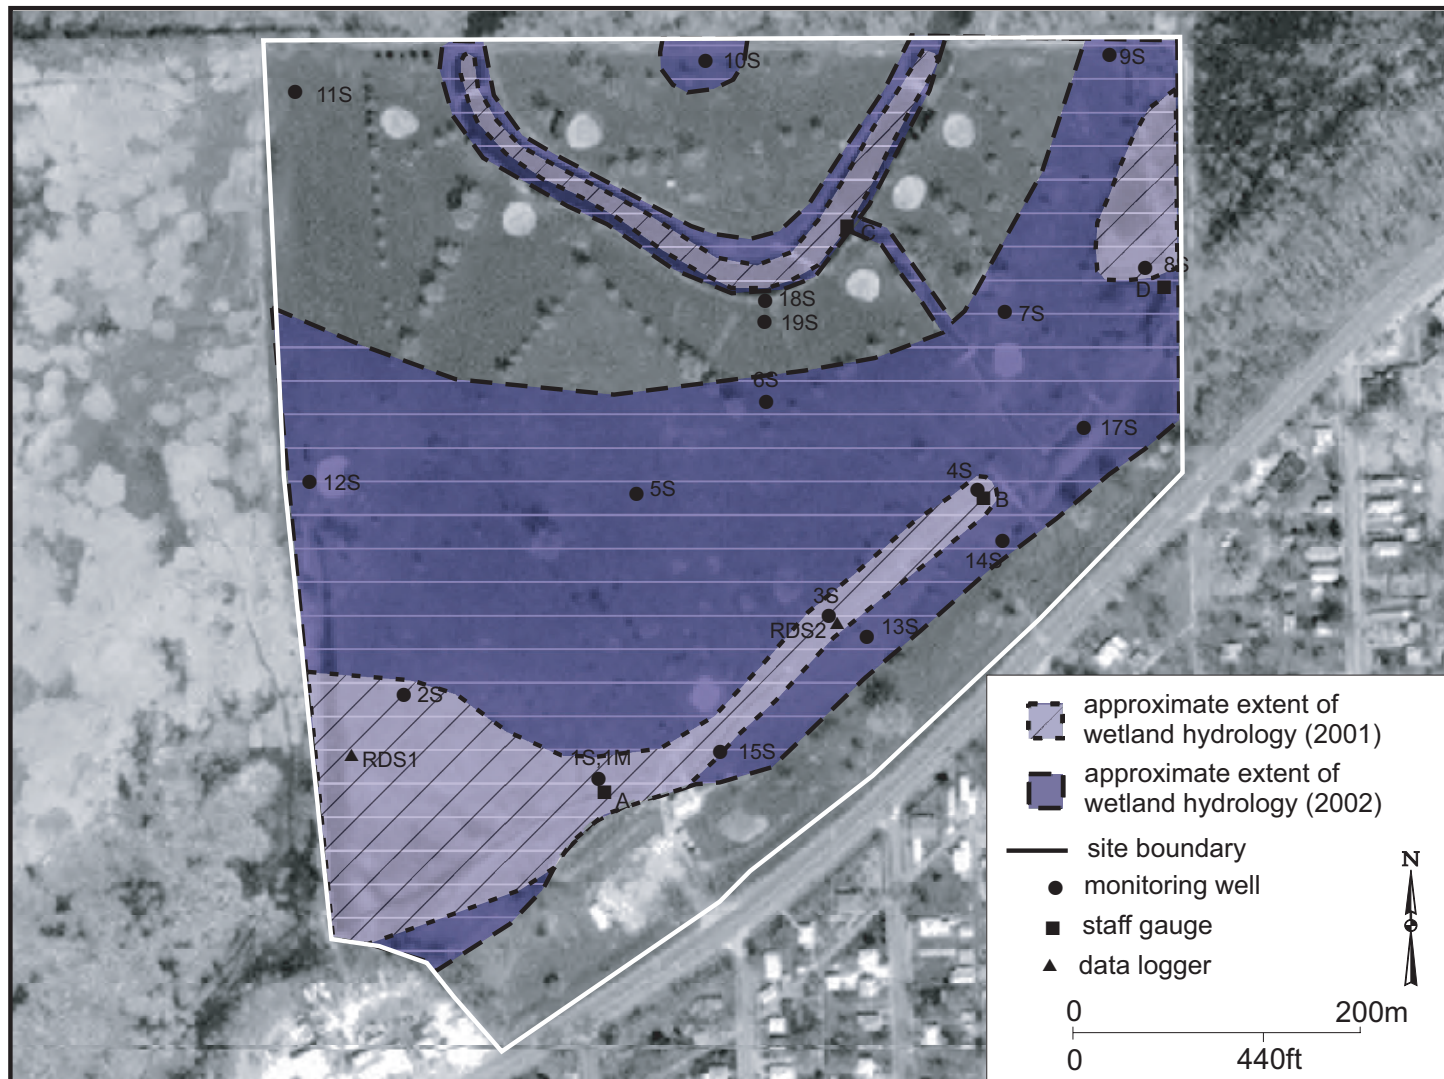 10S
9S
11S
C
8S
D
18S
7S
19S
6S
17S
12S
5S
4S
B
14S
3S
RDS2
13S
2S
15S
RDS1
1S,1M
A
approximate extent of
wetland hydrology (2001)
approximate extent of
wetland hydrology (2002)
site boundary
monitoring well
staff gauge
data logger
N
0 200m
0 440ft